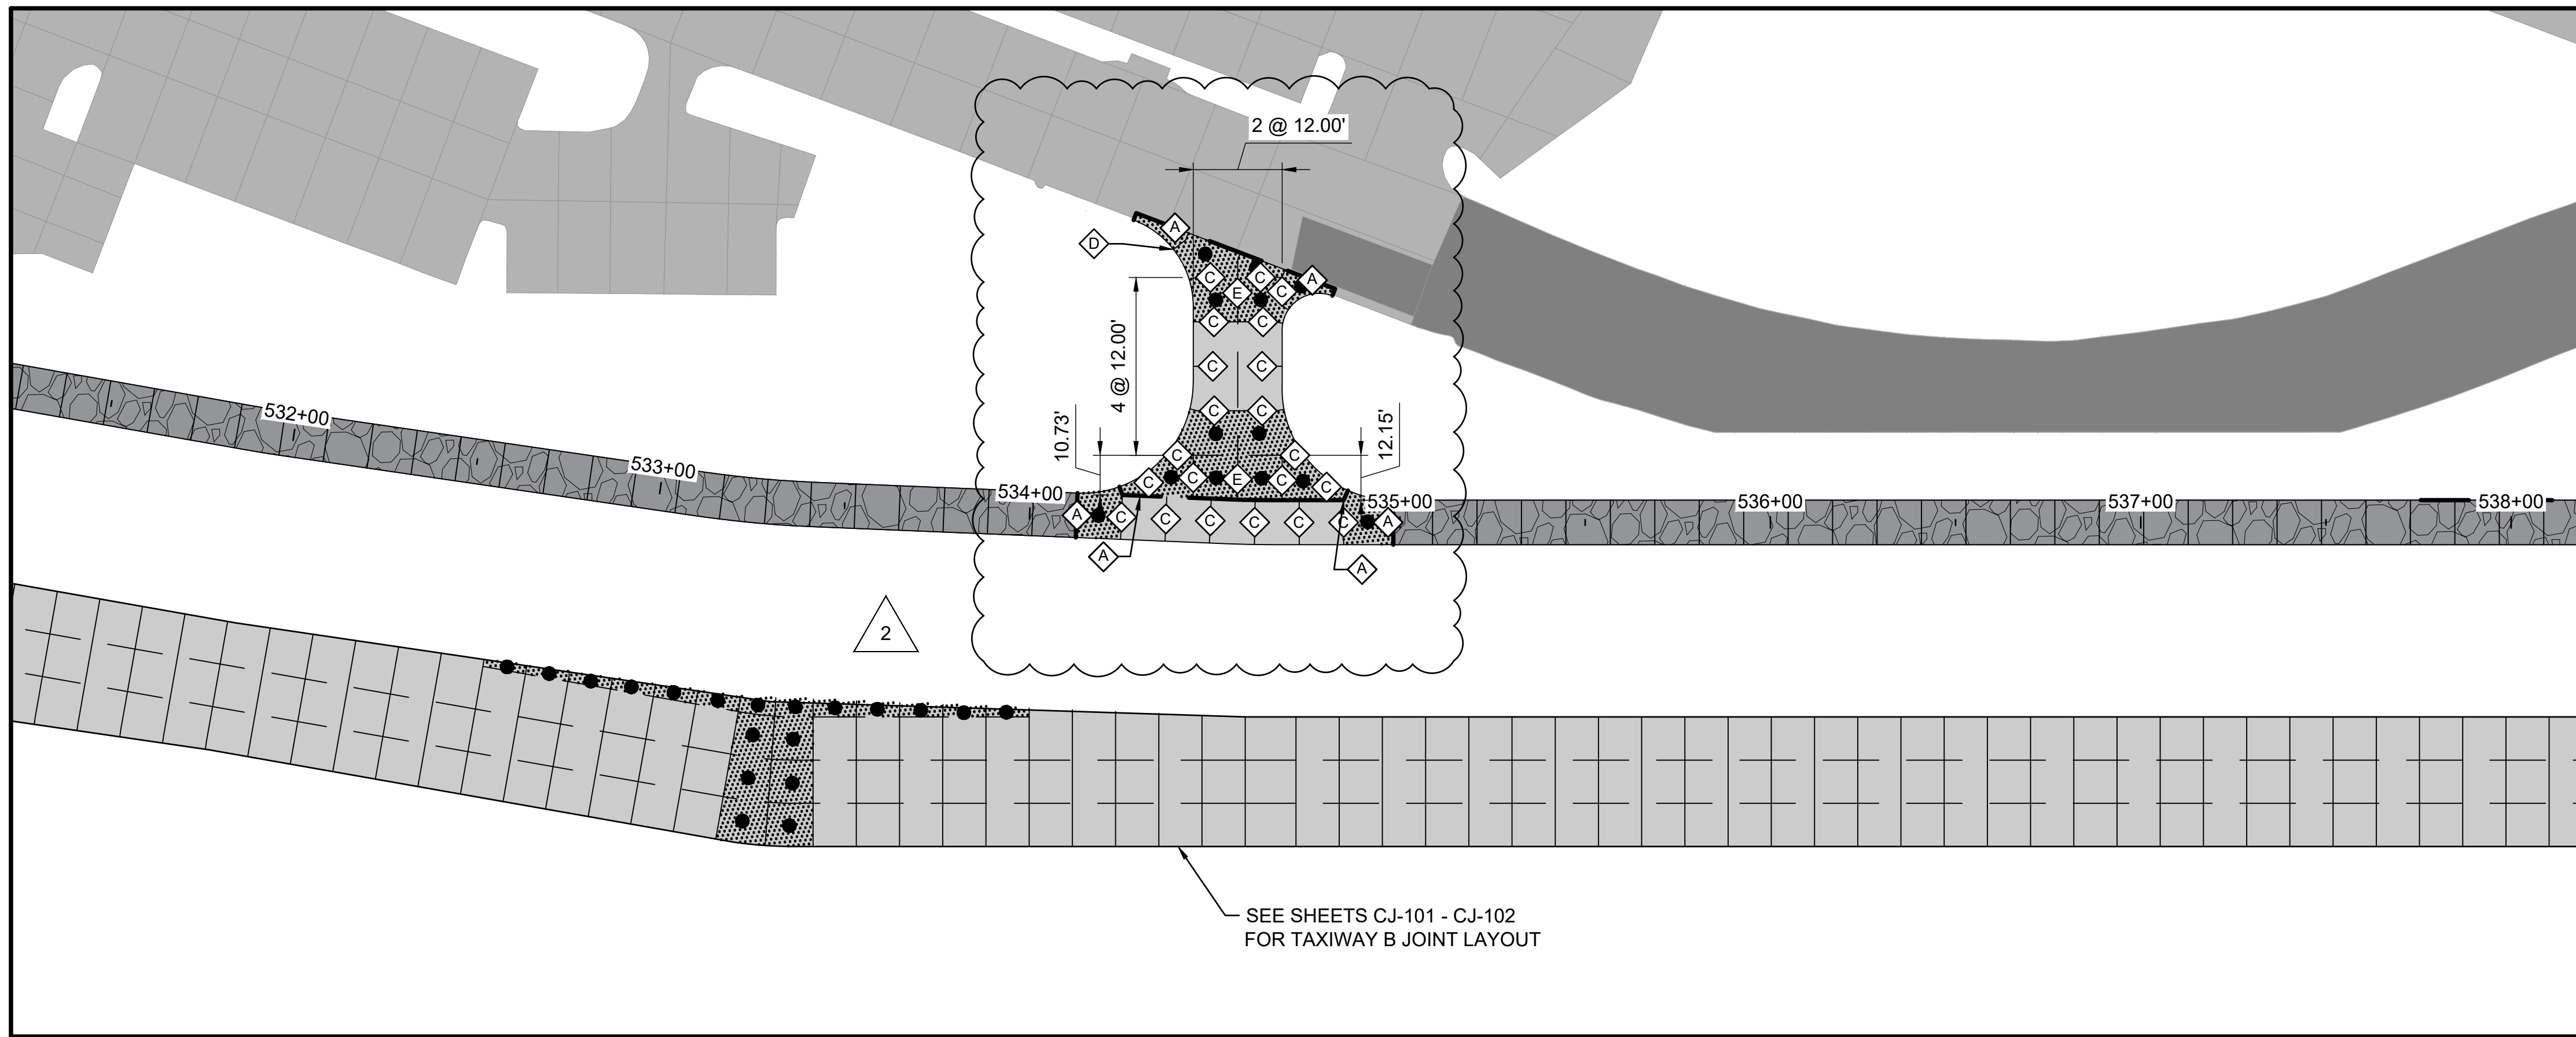 2 @ 12.00'
A
D
C
C
A
E
C
C
C
4 @ 12.00'
C
C
532+00
10.73'
C
C
12.15'
533+00
C
C
534+00
C
C
E
C
C
535+00
536+00
537+00
538+00
A
C
C
C
C
C
C
A
A
A
2
SEE SHEETS CJ-101 - CJ-102
FOR TAXIWAY B JOINT LAYOUT